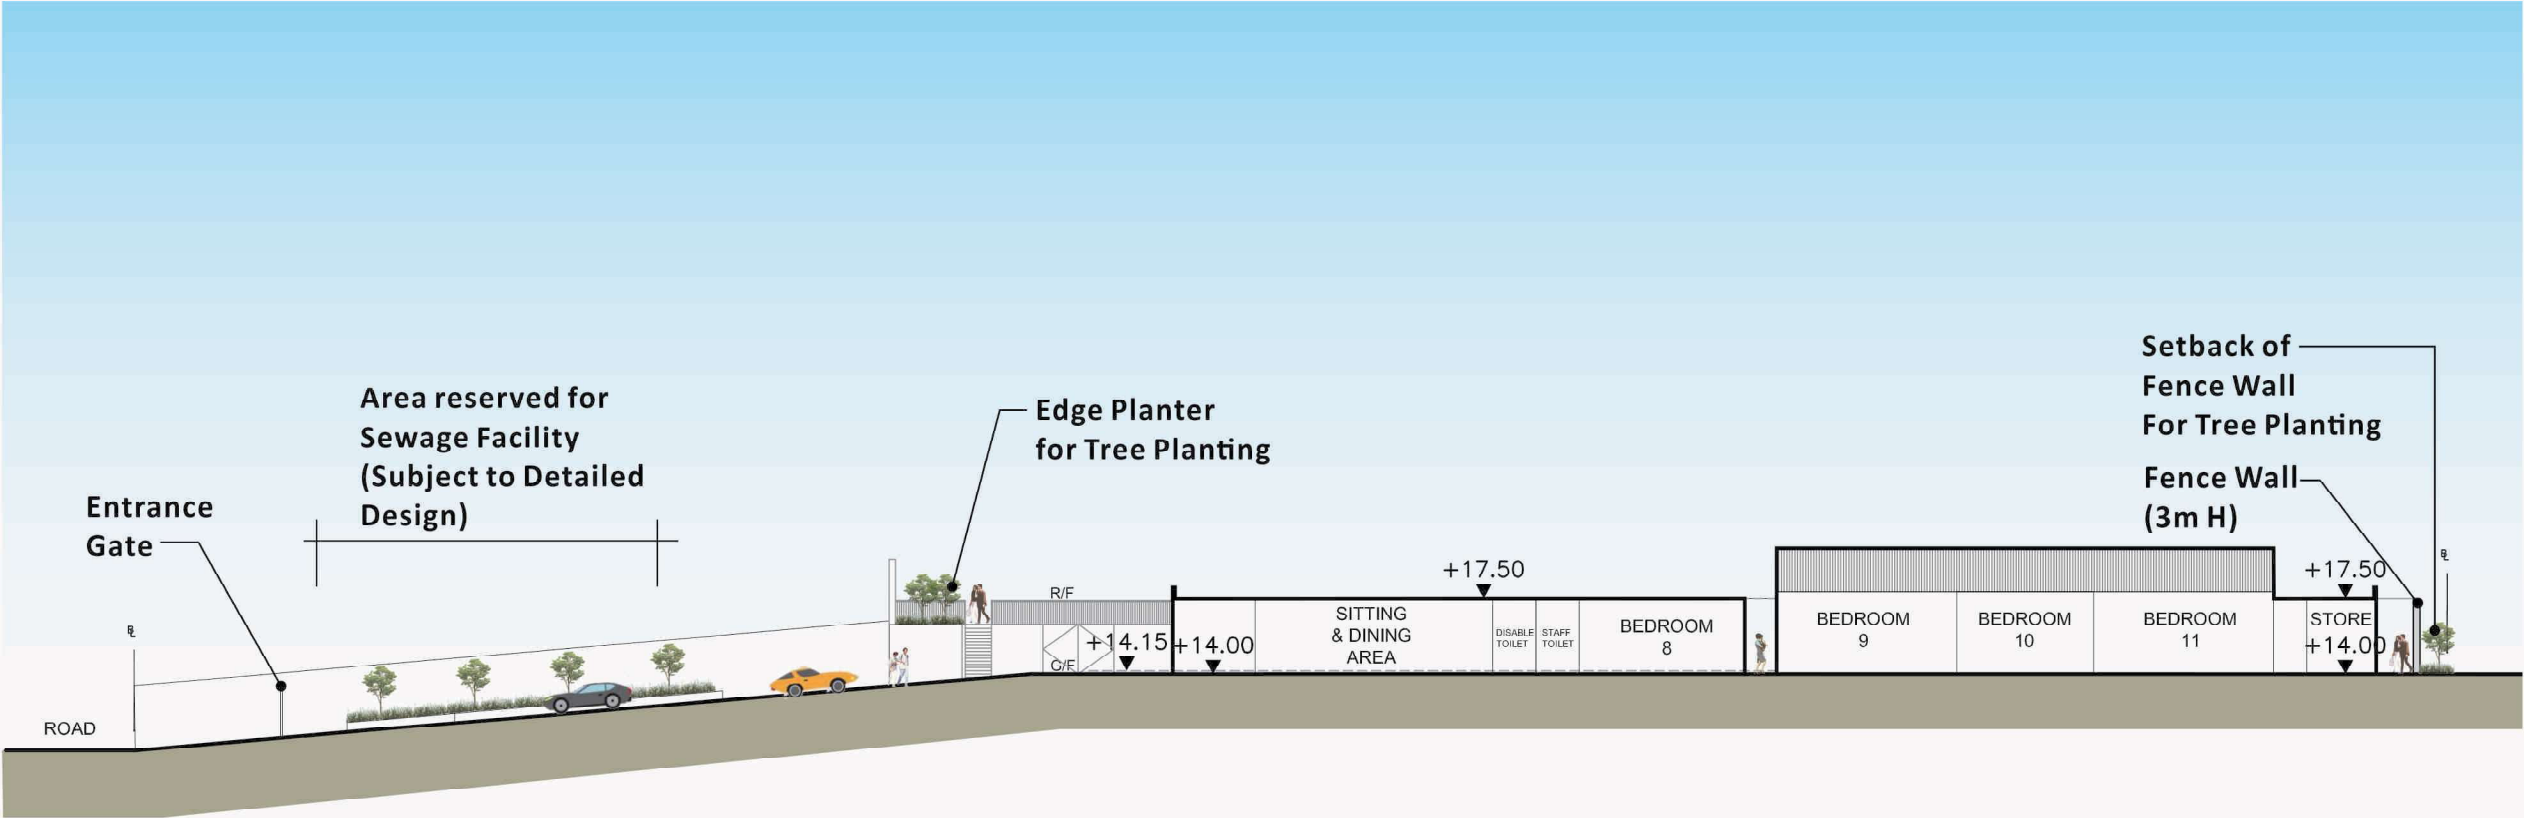 Setback of
Fence Wall
For Tree Planting
Fence Wall
(3m H)
Area reserved for
Sewage Facility
(Subject to Detailed
Design)
Edge Planter
for Tree Planting
Entrance
Gate
+17.50
+17.50
R/F
SITTING
& DINING
AREA
DISABLE
TOILET
STAFF
TOILET
BEDROOM
8
BEDROOM
9
BEDROOM
10
BEDROOM
11
STORE
+14.15
+14.00
+14.00
G/F
ROAD